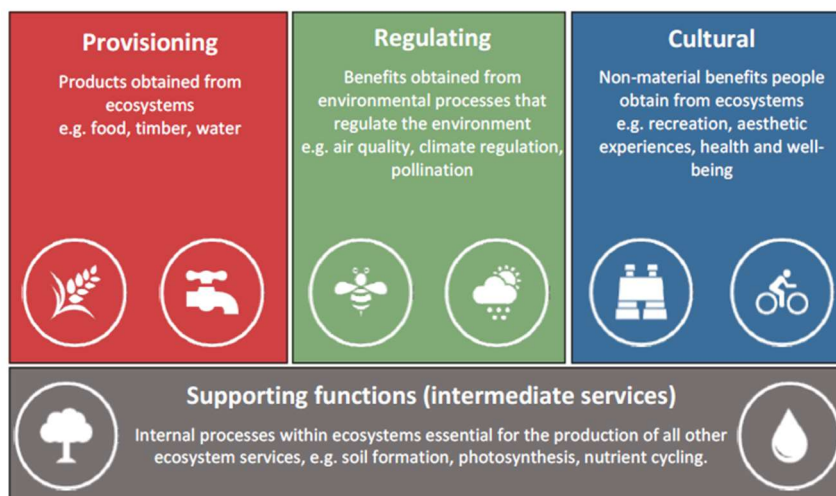 Provisioning
Products obtained from
ecosystems
e.g. food, timber, water
Regulating
Benefits obtained from
environmental processes that
regulate the environment
e.g. air quality, climate regulation,
pollination
Cultural
Non-material benefits people
obtain from ecosystems
e.g. recreation, aesthetic
experiences, health and well-
being
Supporting functions (intermediate services)
Internal processes within ecosystems essential for the production of all other
ecosystem services, e.g. soil formation, photosynthesis, nutrient cycling.